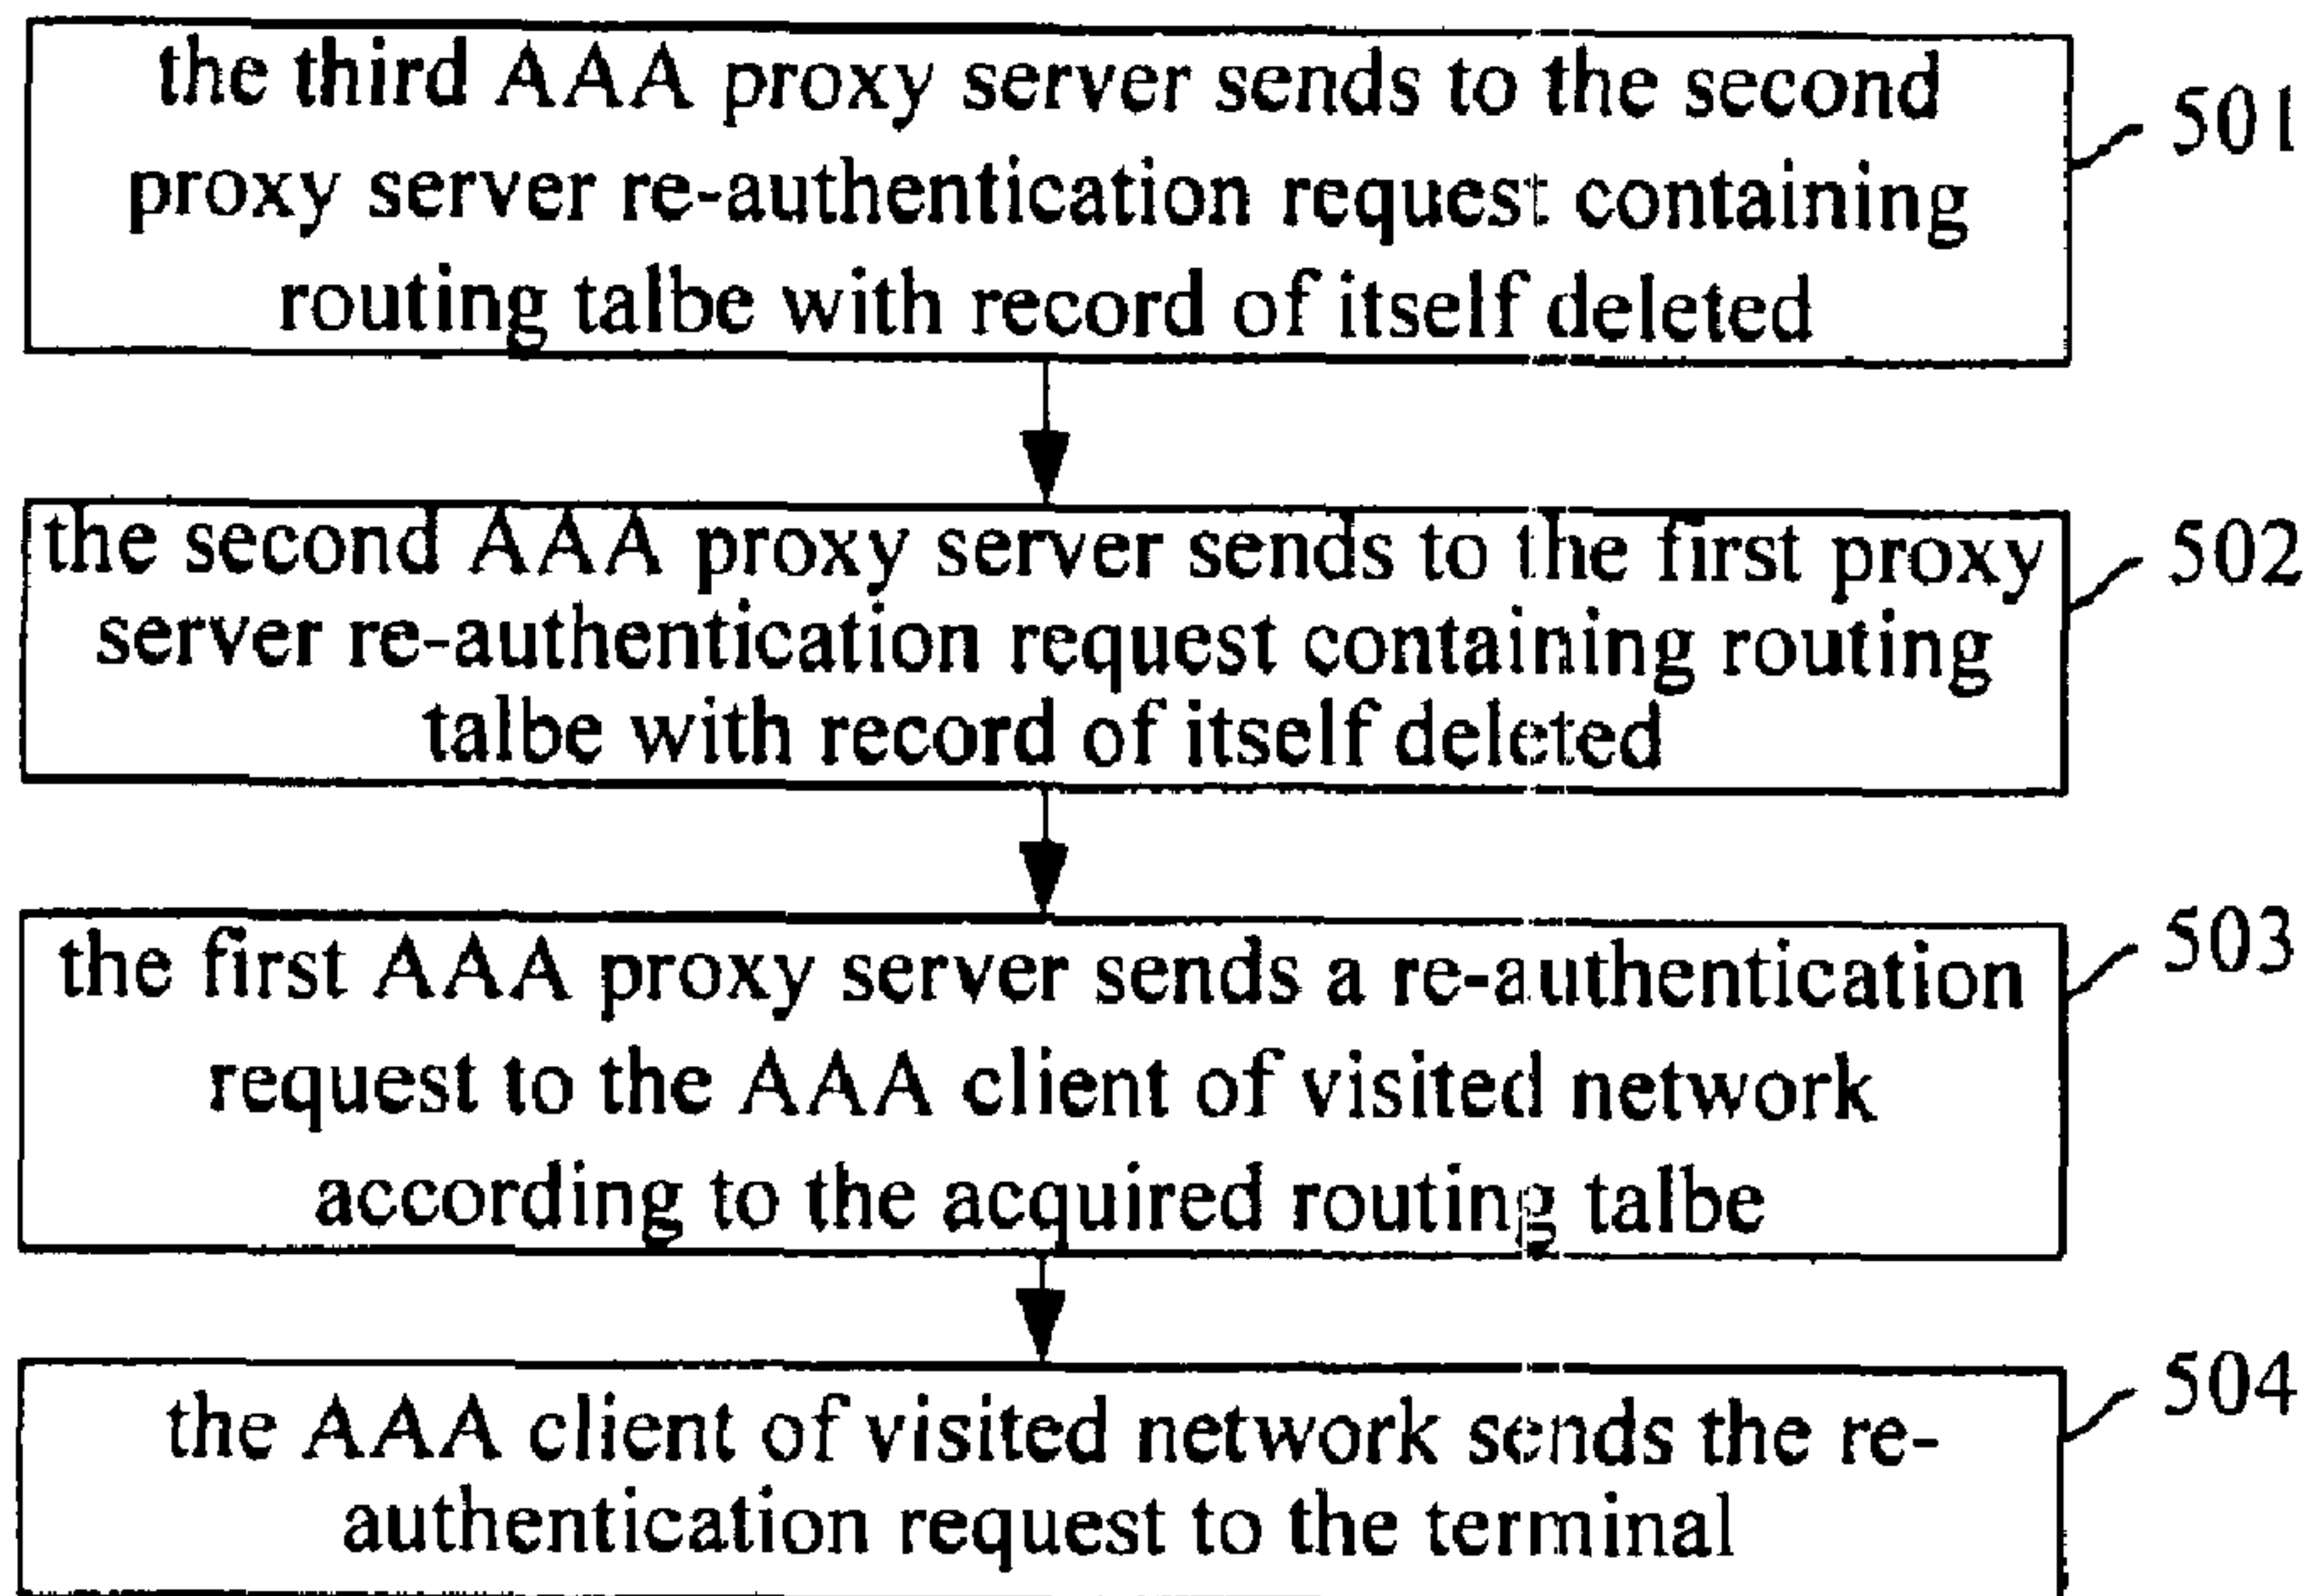 the third AAA proxy server sends to the second
proxy server re-authentication request containing
routing talbe with record of itself deleted
501
the second AAA proxy server sends to the first proxy
server re-authentication request containing routing
talbe with record of itself deleted
502
the first AAA proxy server sends a re-authentication
request to the AAA client of visited network
according to the acquired routing talbe
503
the AAA client of visited network sends the re-
authentication request to the terminal
504